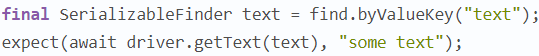 final SerializableFinder text = find.byValueKey("text");
expect(await driver.getText(text), "some text");